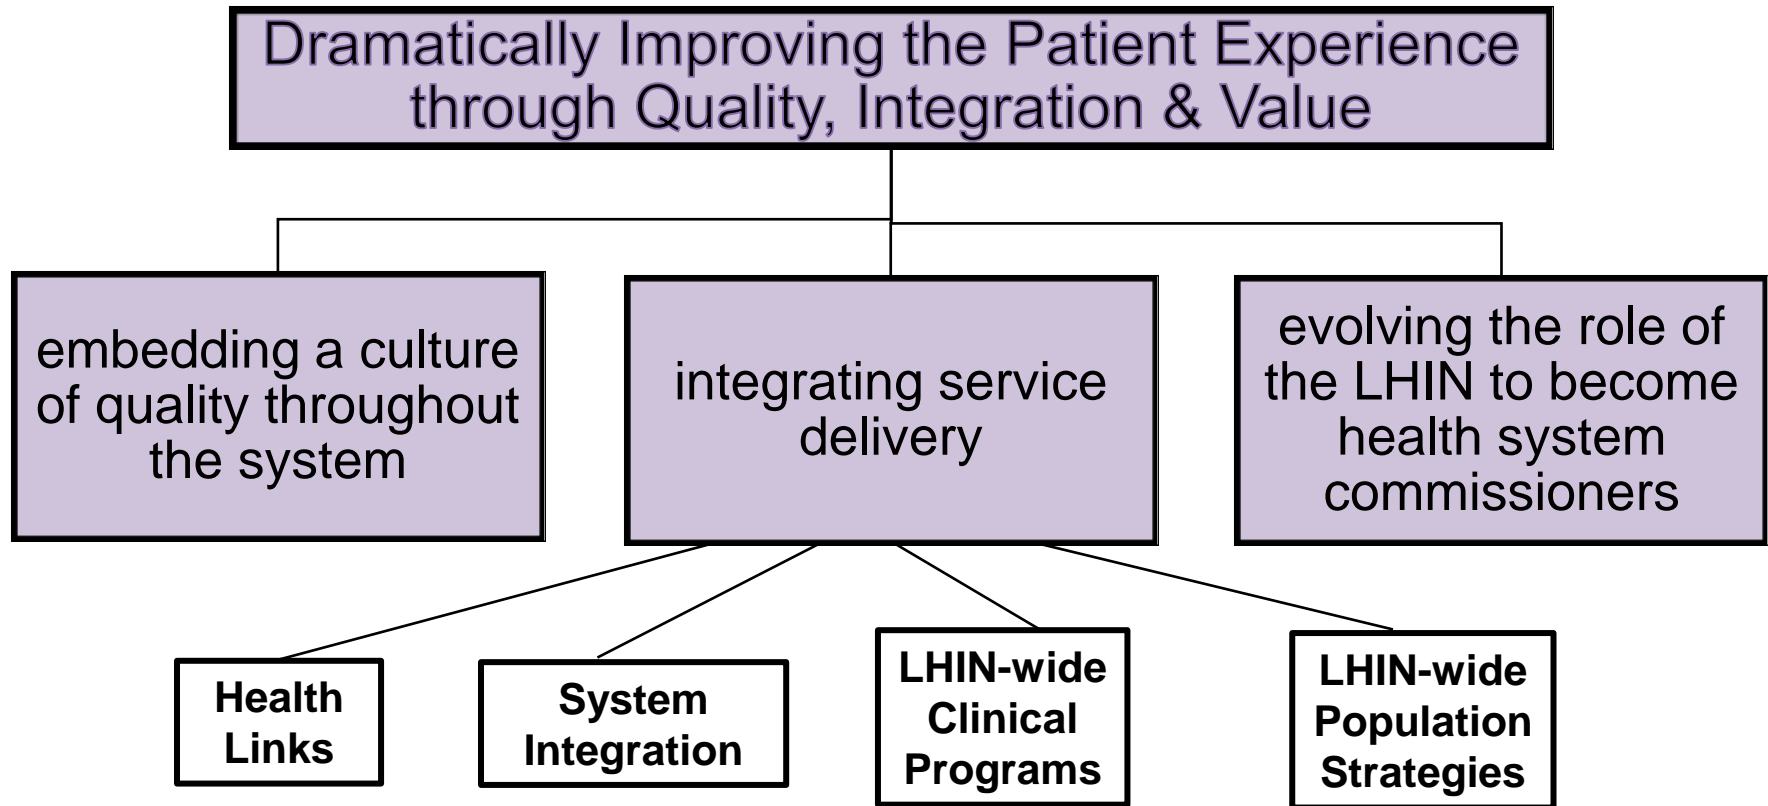 Dramatically Improving the Patient Experience
through Quality, Integration & Value
embedding a culture
of quality throughout
the system
integrating service
delivery
evolving the role of
the LHIN to become
health system
commissioners
Health
Links
System
Integration
LHIN-wide
Clinical
Programs
LHIN-wide
Population
Strategies